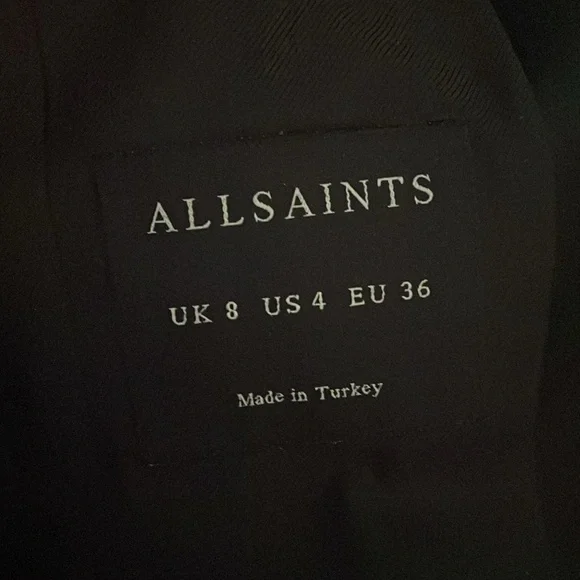 ALLSAINTS
UK 8 US 4 EU 36
Made in Turkey